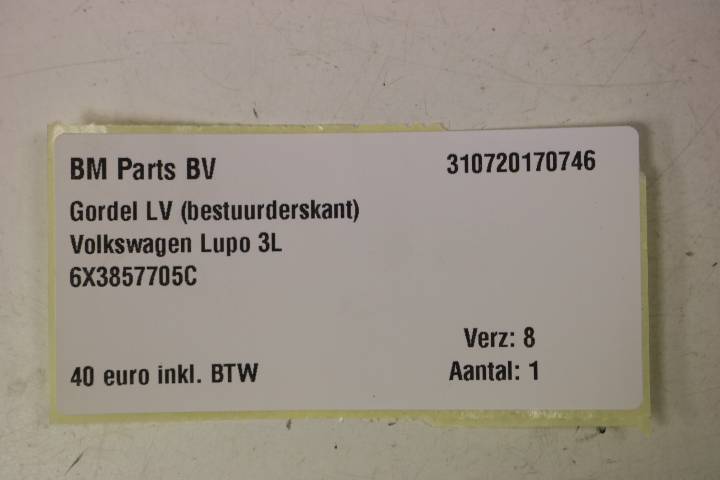 BM Parts BV 310720170746
Gordel LV (bestuurderskant)
Volkswagen Lupo 3L
6X3857705C
Verz: 8
40 euro inkl. BTW Aantal: 1